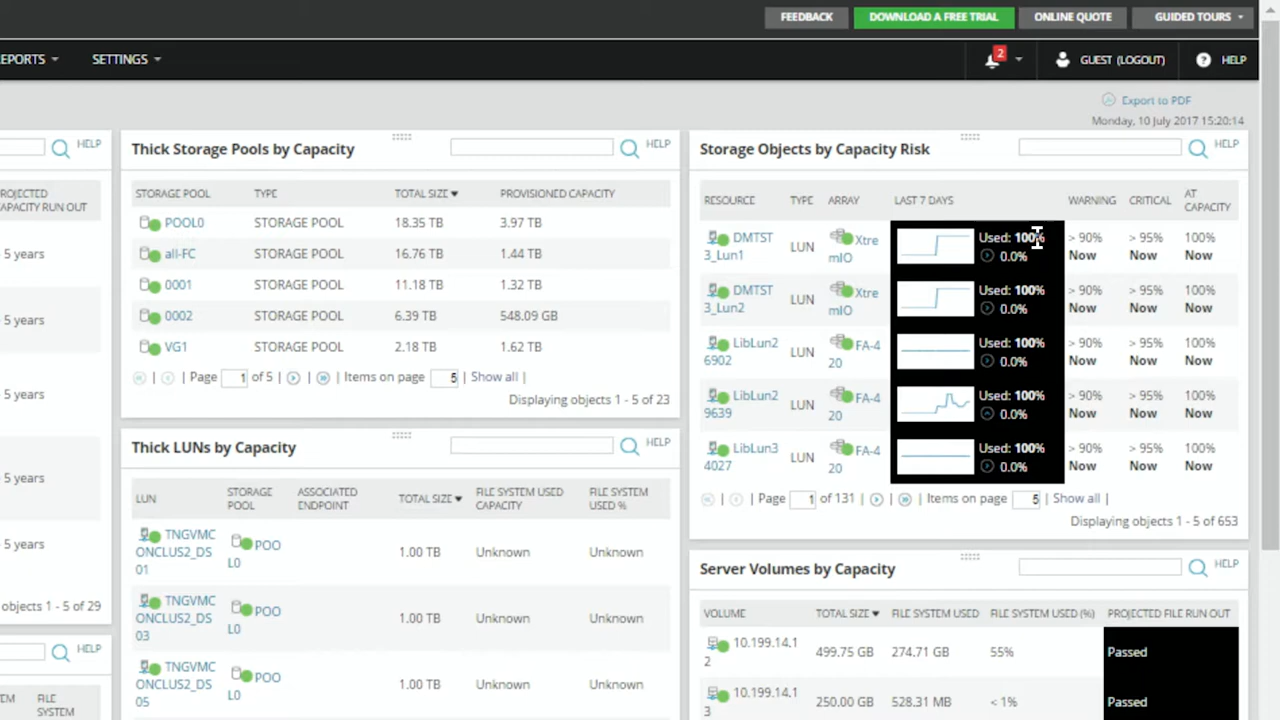 FEEDBACK DOWNLOAD A FREE TRIAL ONLINE QUOTE GUIDED TOURS
EPORTS SETTINGS 2 GUEST (LOGOUT) HELP
Export to PDF
Monday, 10 July 2017 15:20:14
HELP
ROJECTED
APACITY RUN OUT
5 years
5 years
5 years
5 years
5 years
objects 1 - 5 of 29
HELP
EM FILE
SYSTEM
Thick Storage Pools by Capacity HELP
STORAGE POOL TYPE TOTAL SIZE PROVISIONED CAPACITY
POOL0 STORAGE POOL 18.35 TB 3.97 TB
all-FC STORAGE POOL 16.76 TB 1.44 TB
0001 STORAGE POOL 11.18 TB 1.32 TB
0002 STORAGE POOL 6.39 TB 548.09 GB
VG1 STORAGE POOL 2.18 TB 1.62 TB
| Page 1 of 5 | | Items on page 5 | Show all |
Displaying objects 1 - 5 of 23
Thick LUNs by Capacity HELP
LUN STORAGE POOL ASSOCIATED ENDPOINT TOTAL SIZE FILE SYSTEM USED CAPACITY FILE SYSTEM USED %
TNGVMC POO 1.00 TB Unknown Unknown
ONCLUS2_DS L0
01
TNGVMC POO 1.00 TB Unknown Unknown
ONCLUS2_DS L0
03
TNGVMC POO 1.00 TB Unknown Unknown
ONCLUS2_DS L0
05
Storage Objects by Capacity Risk HELP
RESOURCE TYPE ARRAY LAST 7 DAYS WARNING CRITICAL AT CAPACITY
DMTST LUN Xtre Used: 100% > 90% > 95% 100%
3_Lun1 mIO 0.0% Now Now Now
DMTST LUN Xtre Used: 100% > 90% > 95% 100%
3_Lun2 mIO 0.0% Now Now Now
LibLun2 LUN FA-4 Used: 100% > 90% > 95% 100%
6902 20 0.0% Now Now Now
LibLun2 LUN FA-4 Used: 100% > 90% > 95% 100%
9639 20 0.0% Now Now Now
LibLun3 LUN FA-4 Used: 100% > 90% > 95% 100%
4027 20 0.0% Now Now Now
| Page 1 of 131 | | Items on page 5 | Show all |
Displaying objects 1 - 5 of 653
Server Volumes by Capacity HELP
VOLUME TOTAL SIZE FILE SYSTEM USED FILE SYSTEM USED (%) PROJECTED FILE RUN OUT
10.199.14.1 499.75 GB 274.71 GB 55% Passed
2
10.199.14.1 250.00 GB 528.31 MB < 1% Passed
3